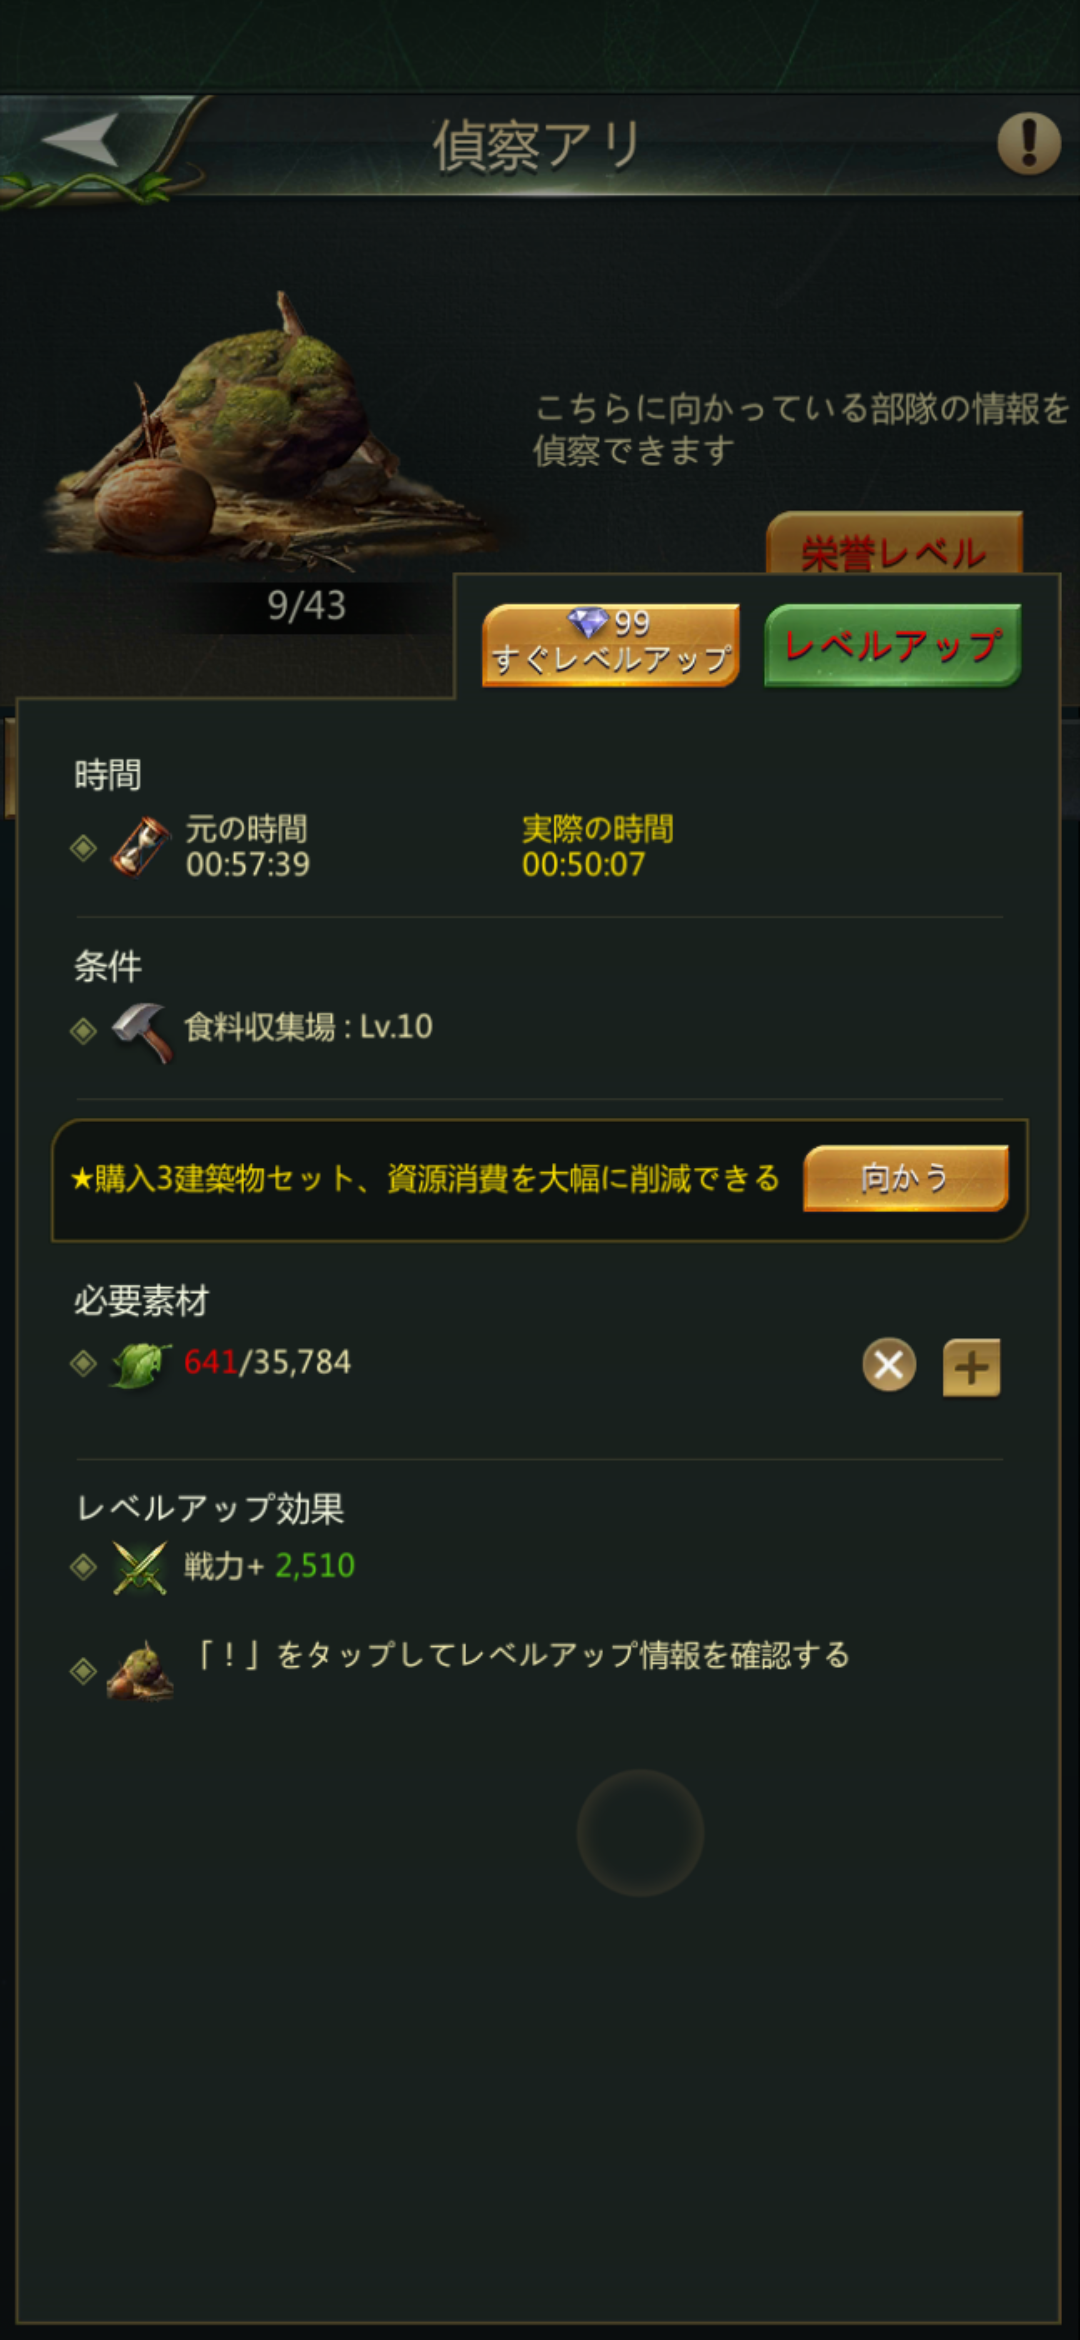 偵察アリ
こちらに向かっている部隊の情報を
偵察できます
栄誉レベル
9/43
99
すぐレベルアップ
レベルアップ
時間
元の時間
実際の時間
00:57:39
00:50:07
条件
食料収集場 : Lv.10
★購入3建築物セット、資源消費を大幅に削減できる
向かう
必要素材
641/35,784
レベルアップ効果
戦力+ 2,510
「！」をタップしてレベルアップ情報を確認する